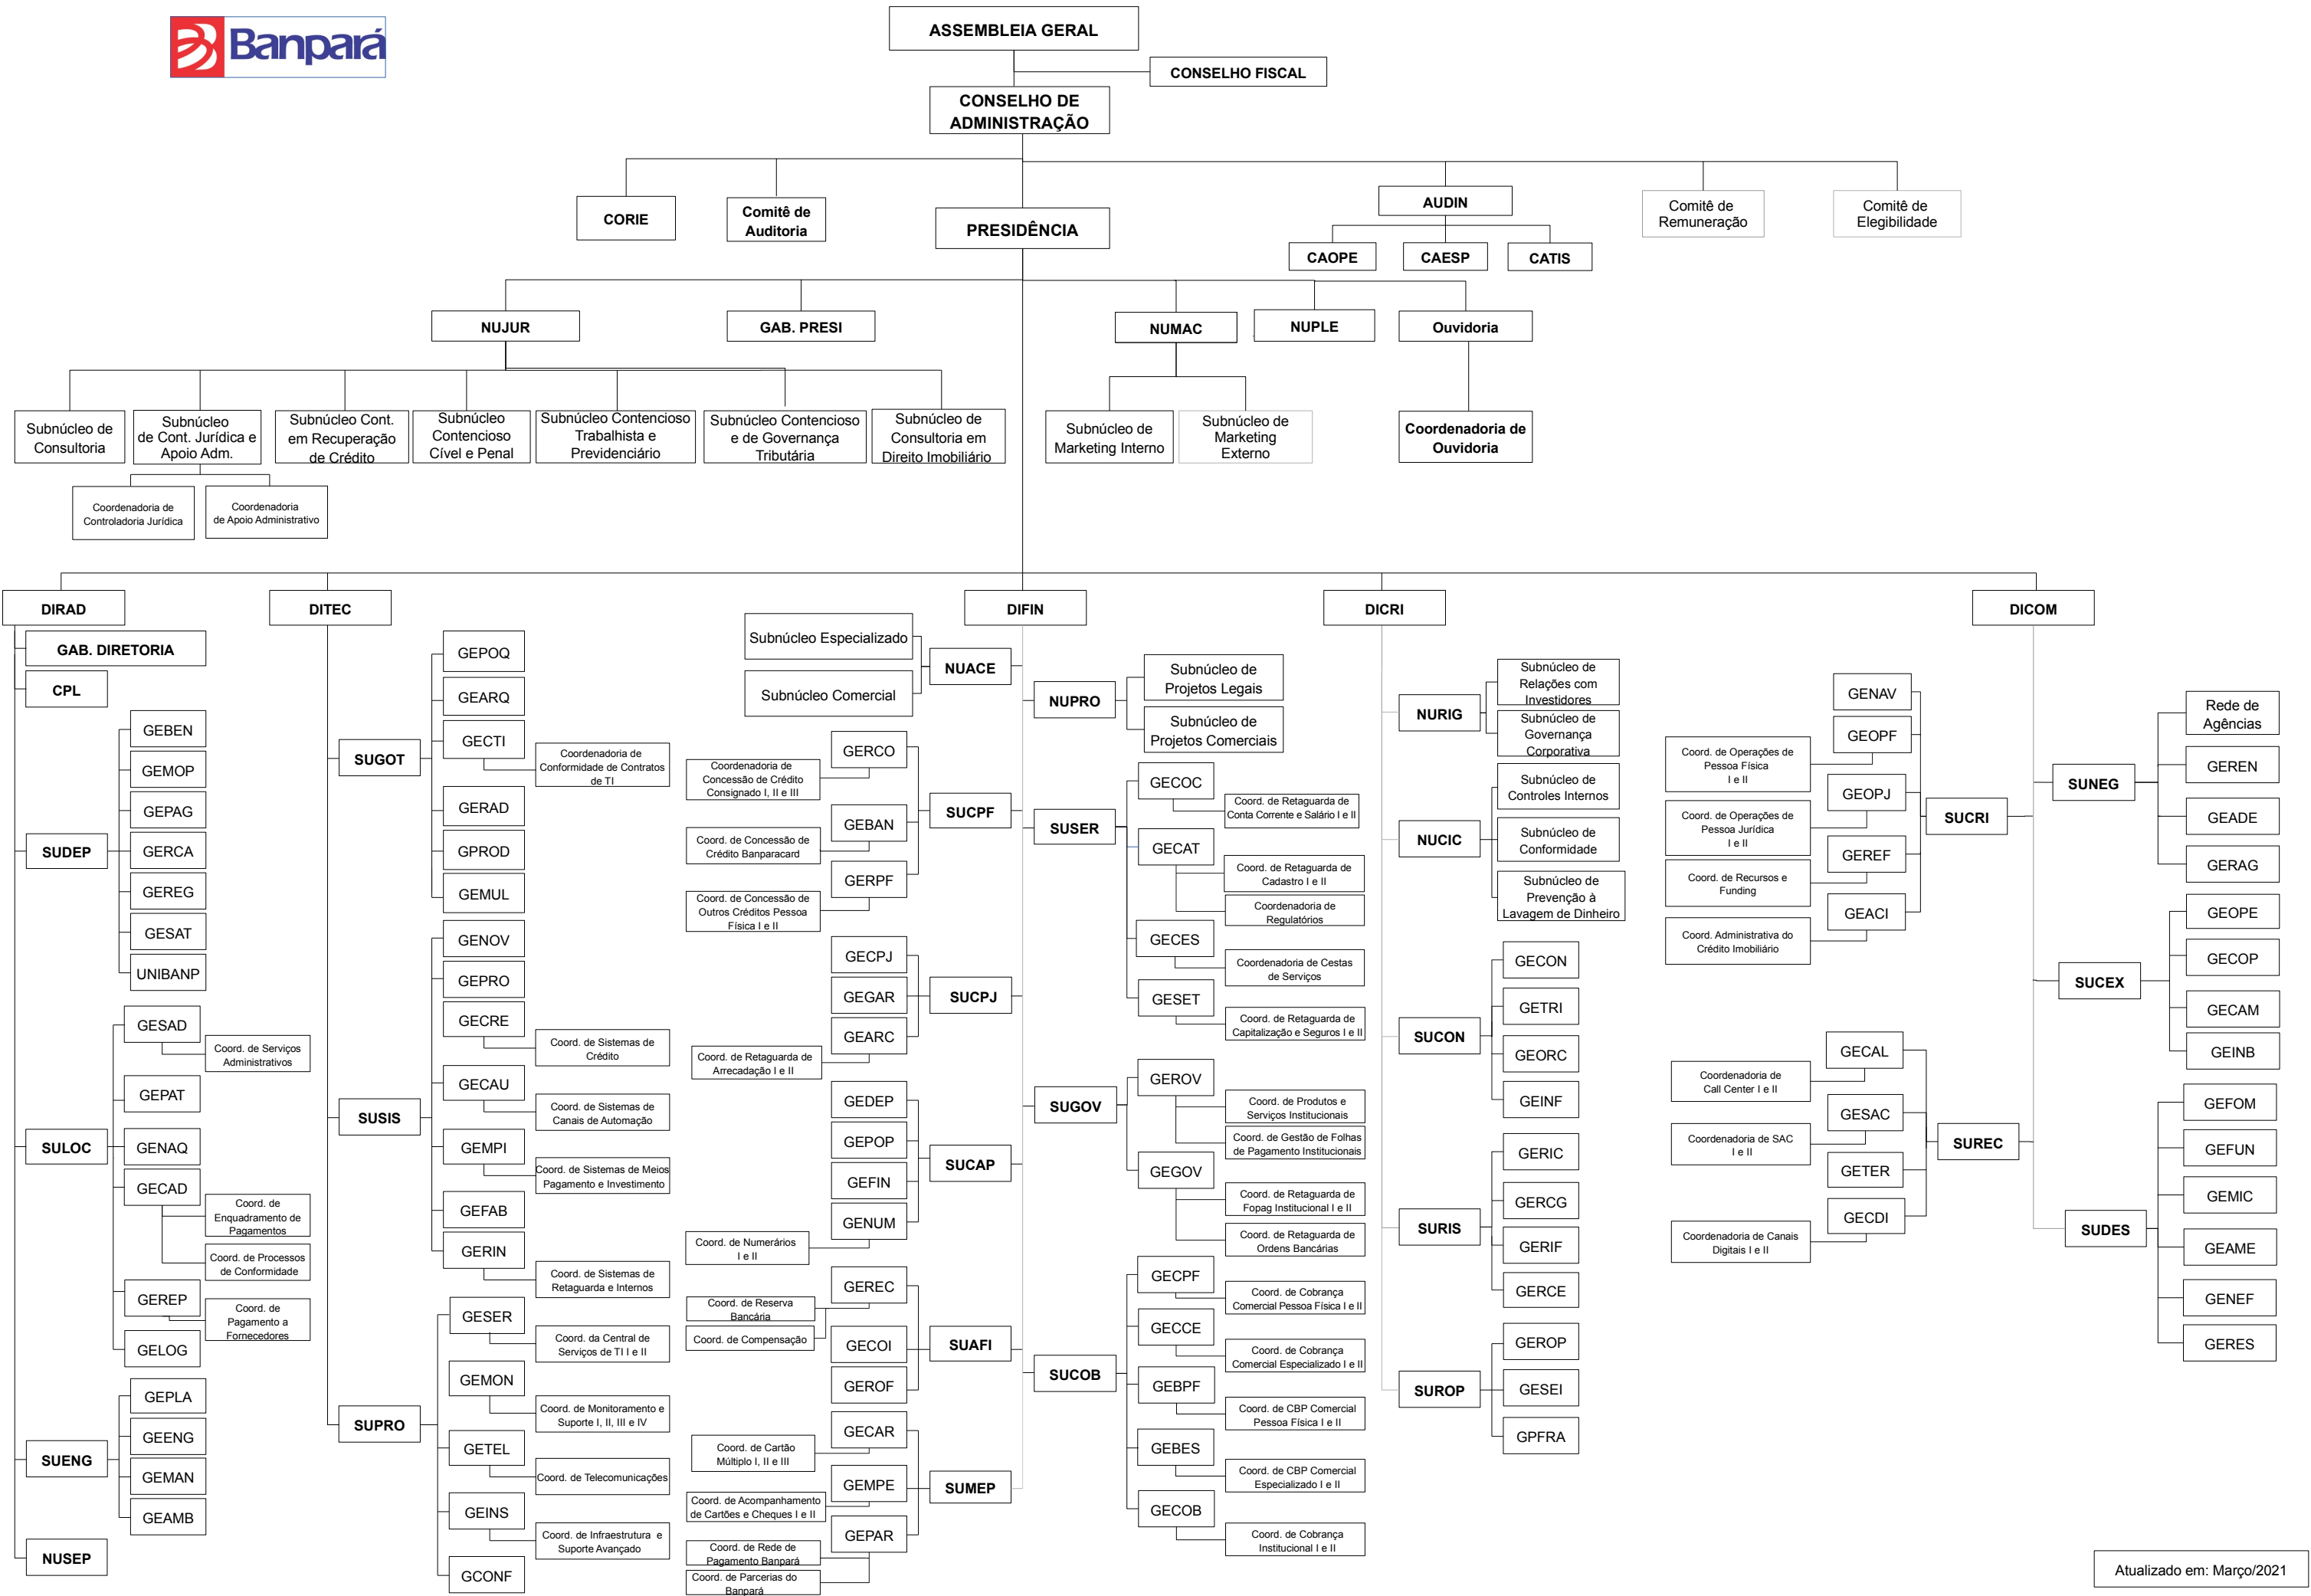 Banpará
ASSEMBLEIA GERAL
CONSELHO FISCAL
CONSELHO DE
ADMINISTRAÇÃO
CORIE
Comitê de
Auditoria
PRESIDÊNCIA
AUDIN
CAOPE
CAESP
CATIS
Comitê de
Remuneração
Comitê de
Elegibilidade
NUJUR
GAB. PRESI
NUMAC
NUPLE
Ouvidoria
Subnúcleo de
Consultoria
Subnúcleo
de Cont. Jurídica e
Apoio Adm.
Subnúcleo Cont.
em Recuperação
de Crédito
Subnúcleo
Contencioso
Cível e Penal
Subnúcleo Contencioso
Trabalhista e
Previdenciário
Subnúcleo Contencioso
e de Governança
Tributária
Subnúcleo de
Consultoria em
Direito Imobiliário
Subnúcleo de
Marketing Interno
Subnúcleo de
Marketing
Externo
Coordenadoria de
Ouvidoria
Coordenadoria de
Controladoria Jurídica
Coordenadoria
de Apoio Administrativo
DIRAD
GAB. DIRETORIA
CPL
SUDEP
GEBEN
GEMOP
GEPAG
GERCA
GEREG
GESAT
UNIBANP
SULOC
GESAD
Coord. de Serviços
Administrativos
GEPAT
GENAQ
GECAD
Coord. de
Enquadramento de
Pagamentos
Coord. de Processos
de Conformidade
GEREP
Coord. de
Pagamento a
Fornecedores
GELOG
SUENG
GEPLA
GEENG
GEMAN
GEAMB
NUSEP
DITEC
SUGOT
GEPOQ
GEARQ
GECTI
Coordenadoria de
Conformidade de Contratos
de TI
GERAD
GPROD
GEMUL
SUSIS
GENOV
GEPRO
GECRE
Coord. de Sistemas de
Crédito
GECAU
Coord. de Sistemas de
Canais de Automação
GEMPI
Coord. de Sistemas de Meios
Pagamento e Investimento
GEFAB
GERIN
Coord. de Sistemas de
Retaguarda e Internos
SUPRO
GESER
Coord. da Central de
Serviços de TI I e II
GEMON
Coord. de Monitoramento e
Suporte I, II, III e IV
GETEL
Coord. de Telecomunicações
GEINS
Coord. de Infraestrutura e
Suporte Avançado
GCONF
DIFIN
Subnúcleo Especializado
Subnúcleo Comercial
NUACE
GERCO
Coordenadoria de
Concessão de Crédito
Consignado I, II e III
GEBAN
Coord. de Concessão de
Crédito Banparacard
GERPF
Coord. de Concessão de
Outros Créditos Pessoa
Física I e II
SUCPF
GECPJ
GEGAR
GEARC
Coord. de Retaguarda de
Arrecadação I e II
SUCPJ
GEDEP
GEPOP
GEFIN
GENUM
Coord. de Numerários
I e II
SUCAP
GEREC
Coord. de Reserva
Bancária
Coord. de Compensação
GECOI
GEROF
SUAFI
GECAR
Coord. de Cartão
Múltiplo I, II e III
GEMPE
Coord. de Acompanhamento
de Cartões e Cheques I e II
GEPAR
Coord. de Rede de
Pagamento Banpará
Coord. de Parcerias do
Banpará
SUMEP
NUPRO
Subnúcleo de
Projetos Legais
Subnúcleo de
Projetos Comerciais
SUSER
GECOC
Coord. de Retaguarda de
Conta Corrente e Salário I e II
GECAT
Coord. de Retaguarda de
Cadastro I e II
Coordenadoria de
Regulatórios
GECES
Coordenadoria de Cestas
de Serviços
GESET
Coord. de Retaguarda de
Capitalização e Seguros I e II
SUGOV
GEROV
Coord. de Produtos e
Serviços Institucionais
Coord. de Gestão de Folhas
de Pagamento Institucionais
GEGOV
Coord. de Retaguarda de
Fopag Institucional I e II
Coord. de Retaguarda de
Ordens Bancárias
SUCOB
GECPF
Coord. de Cobrança
Comercial Pessoa Física I e II
GECCE
Coord. de Cobrança
Comercial Especializado I e II
GEBPF
Coord. de CBP Comercial
Pessoa Física I e II
GEBES
Coord. de CBP Comercial
Especializado I e II
GECOB
Coord. de Cobrança
Institucional I e II
DICRI
NURIG
Subnúcleo de
Relações com
Investidores
Subnúcleo de
Governança
Corporativa
NUCIC
Subnúcleo de
Controles Internos
Subnúcleo de
Conformidade
Subnúcleo de
Prevenção à
Lavagem de Dinheiro
SUCON
GECON
GETRI
GEORC
GEINF
SURIS
GERIC
GERCG
GERIF
GERCE
SUROP
GEROP
GESEI
GPFRA
DICOM
GENAV
GEOPF
Coord. de Operações de
Pessoa Física
I e II
GEOPJ
Coord. de Operações de
Pessoa Jurídica
I e II
GEREF
Coord. de Recursos e
Funding
GEACI
Coord. Administrativa do
Crédito Imobiliário
SUCRI
GECAL
Coordenadoria de
Call Center I e II
GESAC
Coordenadoria de SAC
I e II
GETER
GECDI
Coordenadoria de Canais
Digitais I e II
SUREC
SUNEG
Rede de
Agências
GEREN
GEADE
GERAG
SUCEX
GEOPE
GECOP
GECAM
GEINB
SUDES
GEFOM
GEFUN
GEMIC
GEAME
GENEF
GERES
Atualizado em: Março/2021